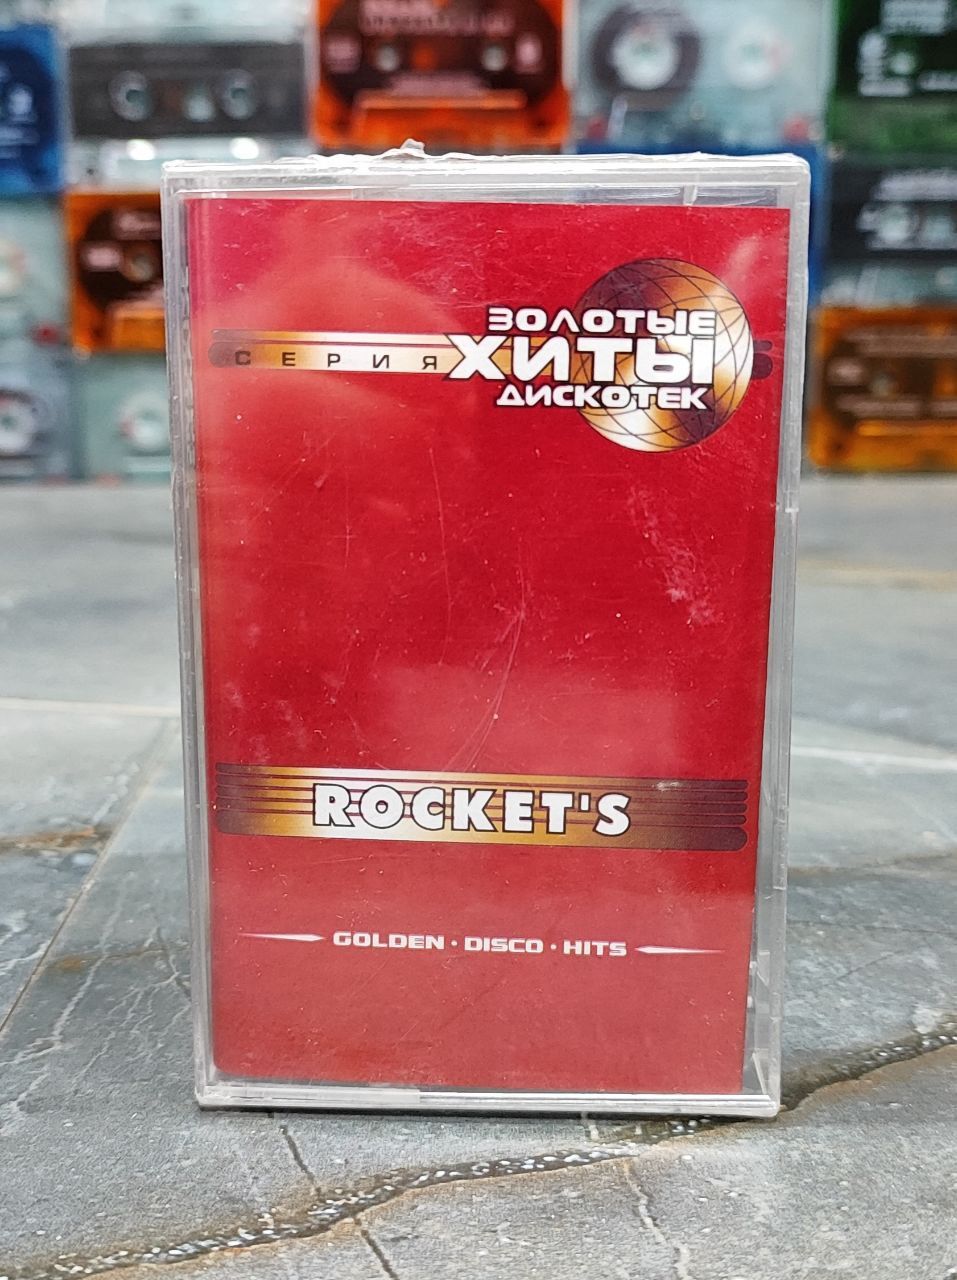 ЗОЛОТЫЕ
СЕРИЯ ХИТЫ
ДИСКОТЕК
ROCKET'S
GOLDEN · DISCO · HITS